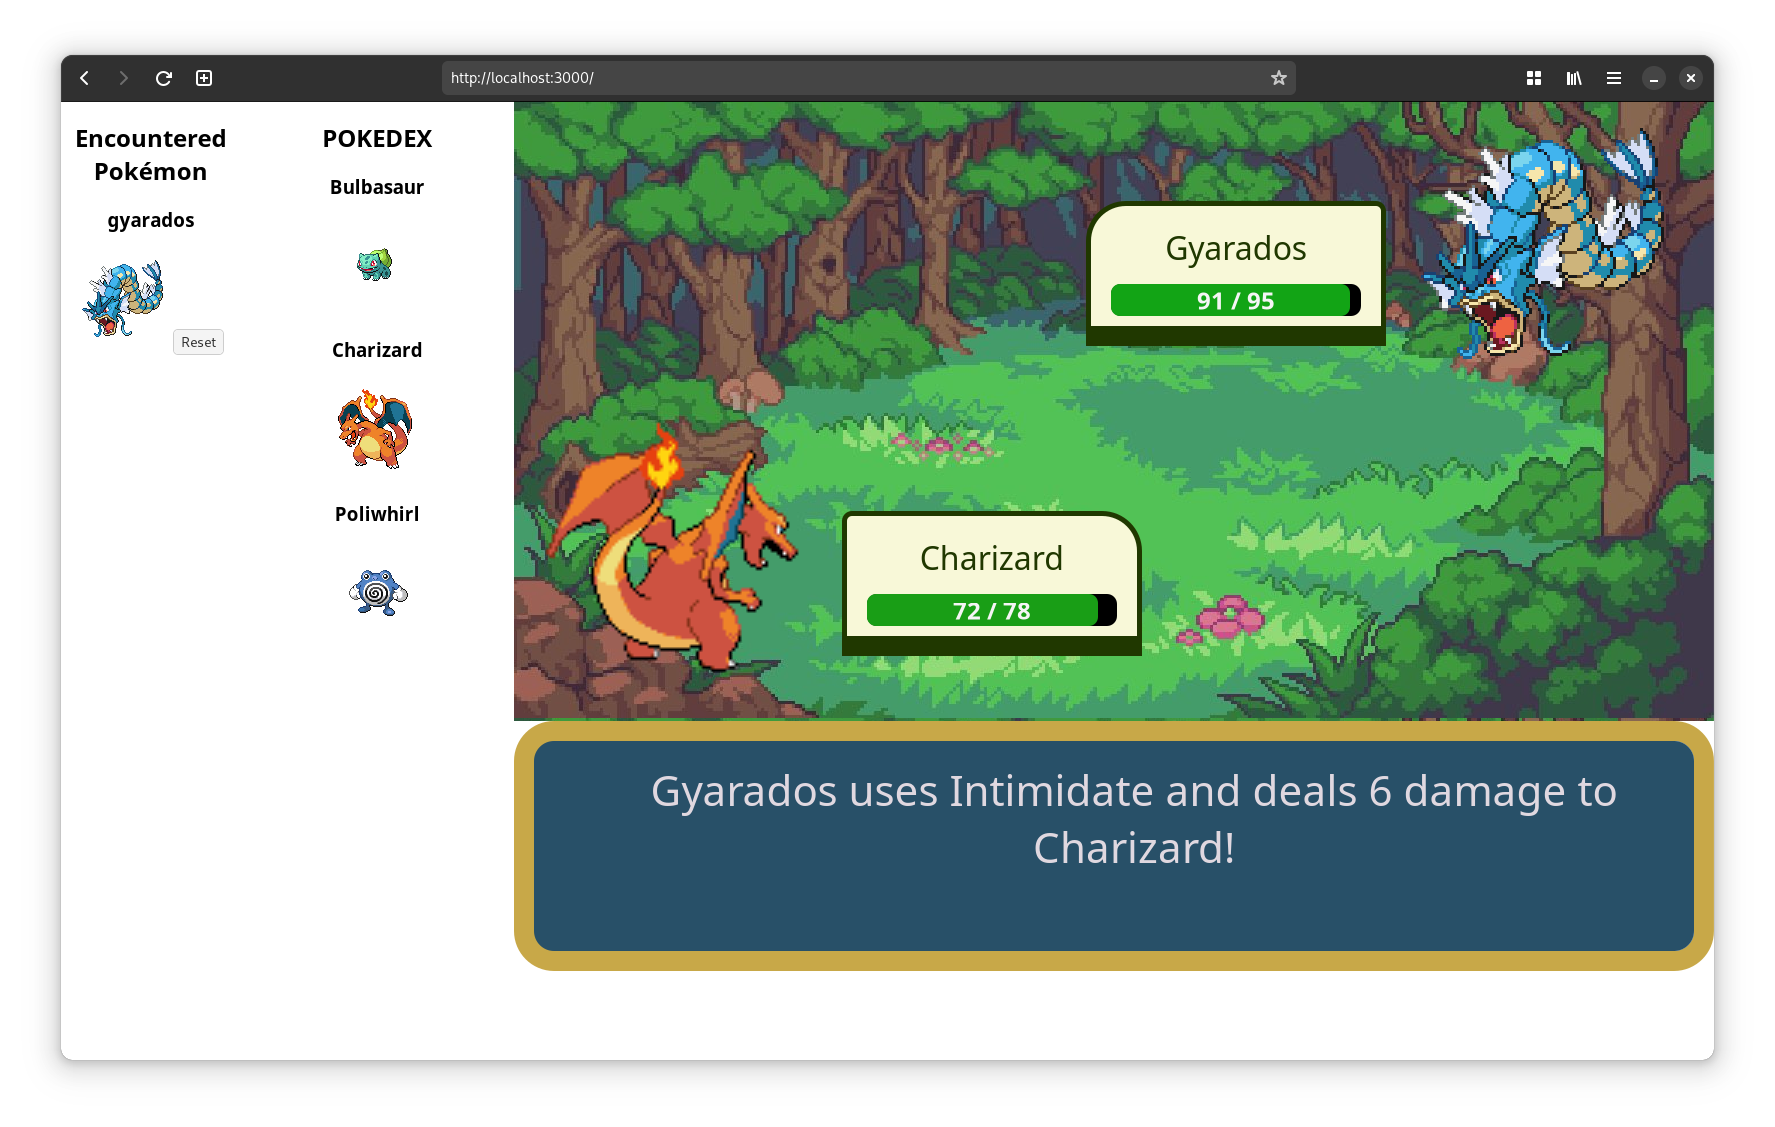 http://localhost:3000/
Encountered
Pokémon
gyarados
Reset
POKEDEX
Bulbasaur
Charizard
Poliwhirl
Gyarados
91 / 95
Charizard
72 / 78
Gyarados uses Intimidate and deals 6 damage to
Charizard!